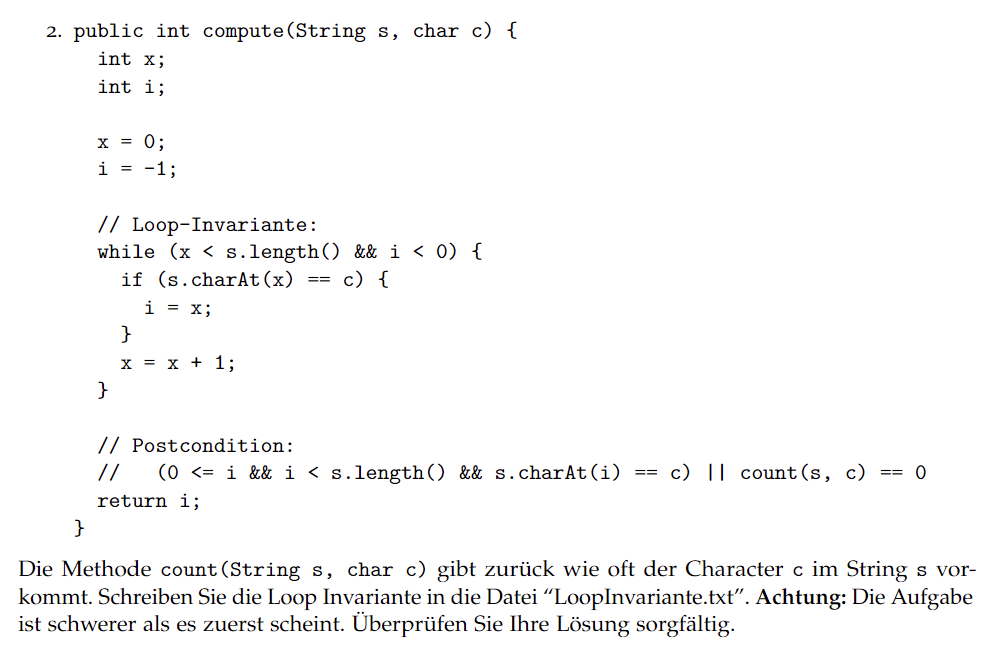 2. public int compute(String s, char c) {
int x;
int i;
x = 0;
i = -1;
// Loop-Invariante:
while (x < s.length() && i < 0) {
if (s.charAt(x) == c) {
i = x;
}
x = x + 1;
}
// Postcondition:
// (0 <= i && i < s.length() && s.charAt(i) == c) || count(s, c) == 0
return i;
}
Die Methode count(String s, char c) gibt zurück wie oft der Character c im String s vor-
kommt. Schreiben Sie die Loop Invariante in die Datei “LoopInvariante.txt”. Achtung: Die Aufgabe
ist schwerer als es zuerst scheint. Überprüfen Sie Ihre Lösung sorgfältig.